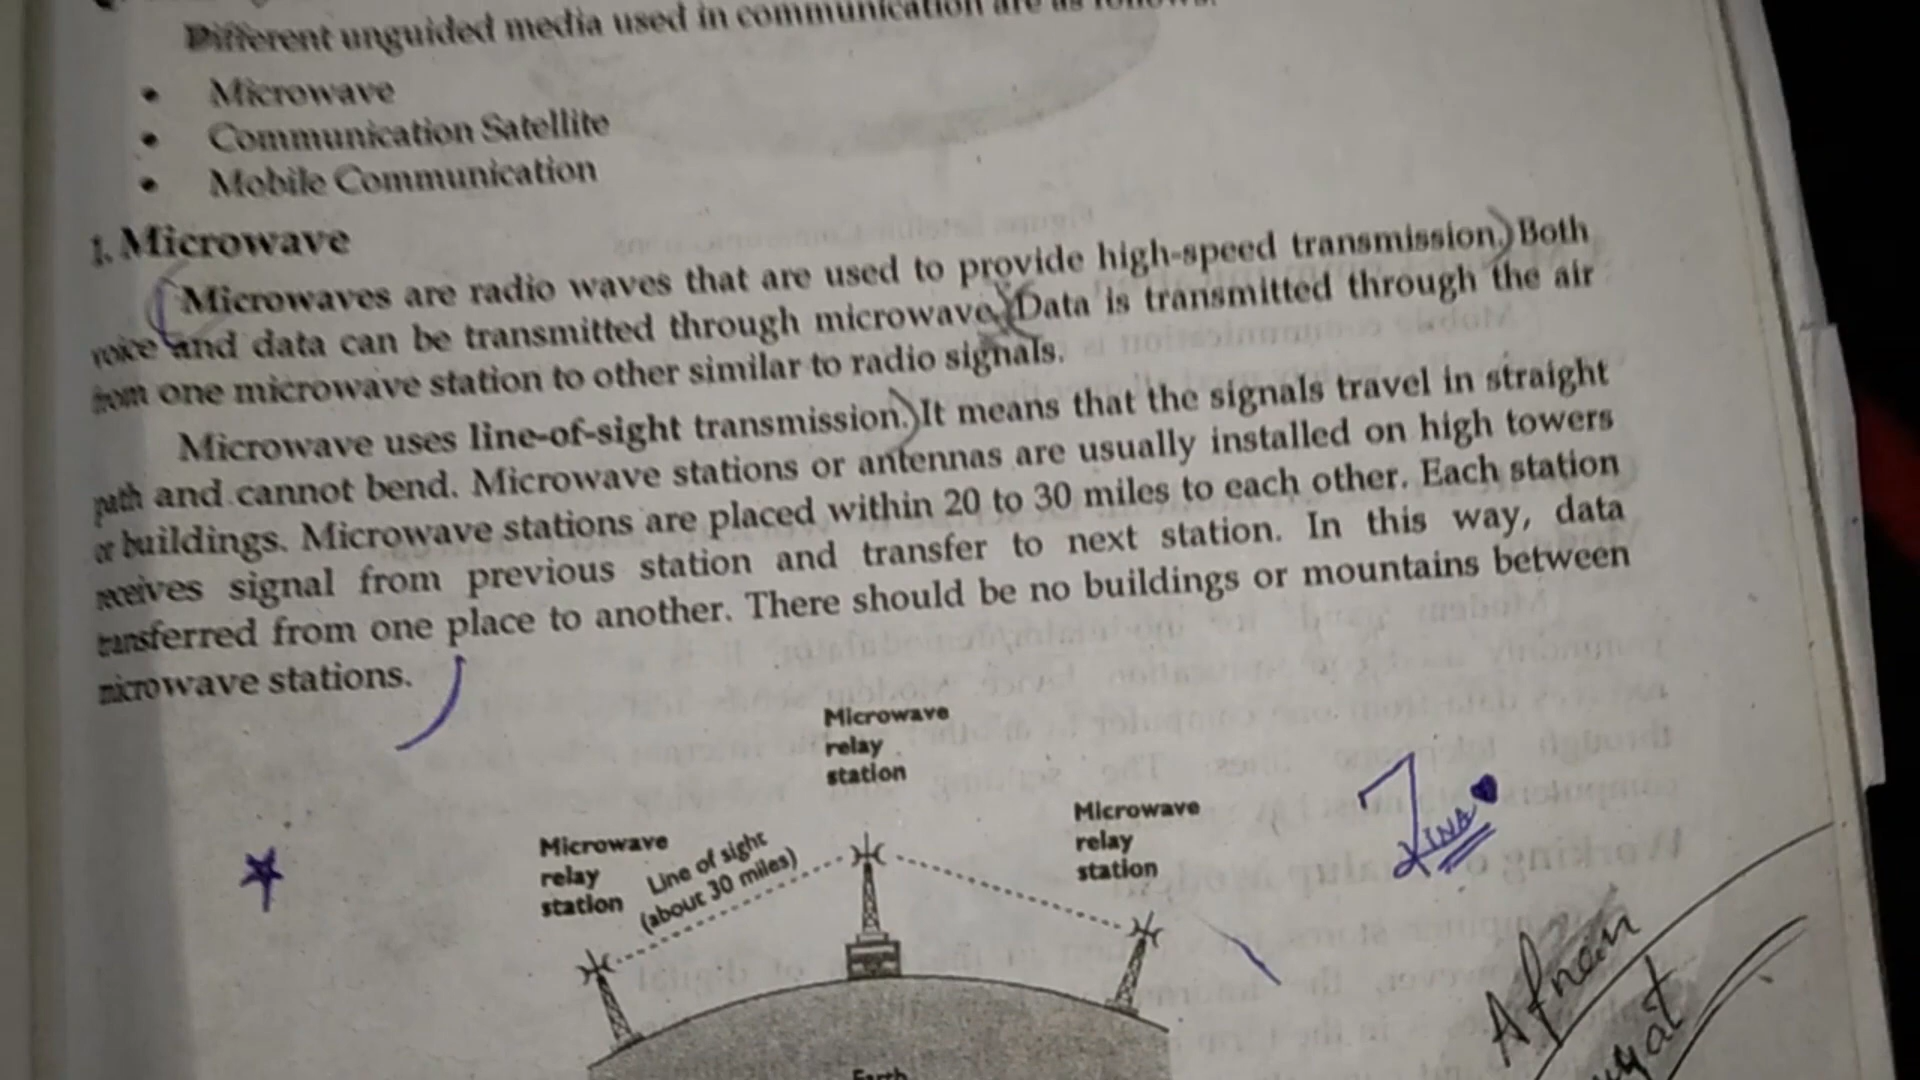 Different unguided media used in communication are as follows:
• Microwave
• Communication Satellite
• Mobile Communication
1. Microwave
Microwaves are radio waves that are used to provide high-speed transmission. Both
voice and data can be transmitted through microwave. Data is transmitted through the air
from one microwave station to other similar to radio signals.
Microwave uses line-of-sight transmission. It means that the signals travel in straight
path and cannot bend. Microwave stations or antennas are usually installed on high towers
or buildings. Microwave stations are placed within 20 to 30 miles to each other. Each station
receives signal from previous station and transfer to next station. In this way, data
transferred from one place to another. There should be no buildings or mountains between
microwave stations.
Microwave
relay
station
Microwave
relay
station
Line of sight
(about 30 miles)
Microwave
relay
station
Earth
Afnan